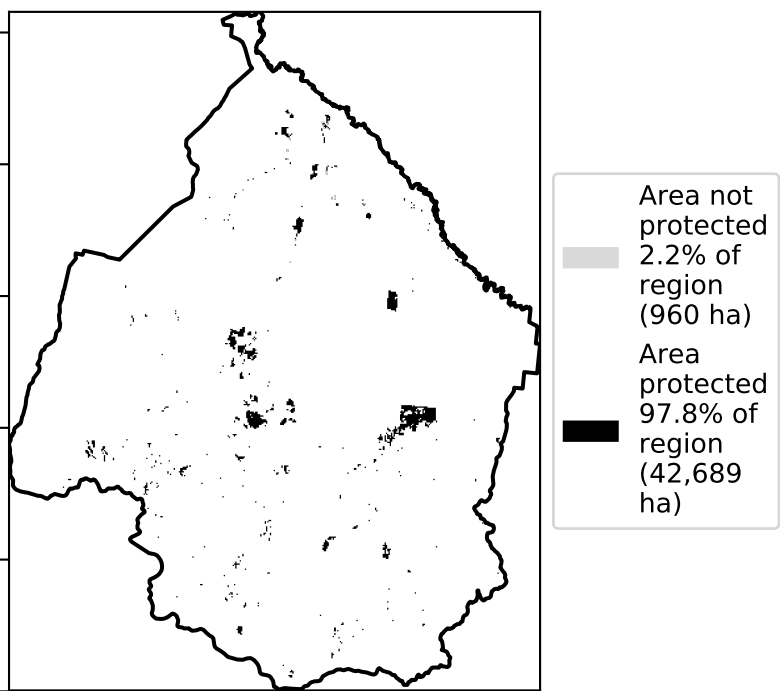 Area not
protected
2.2% of
region
(960 ha)
Area
protected
97.8% of
region
(42,689
ha)